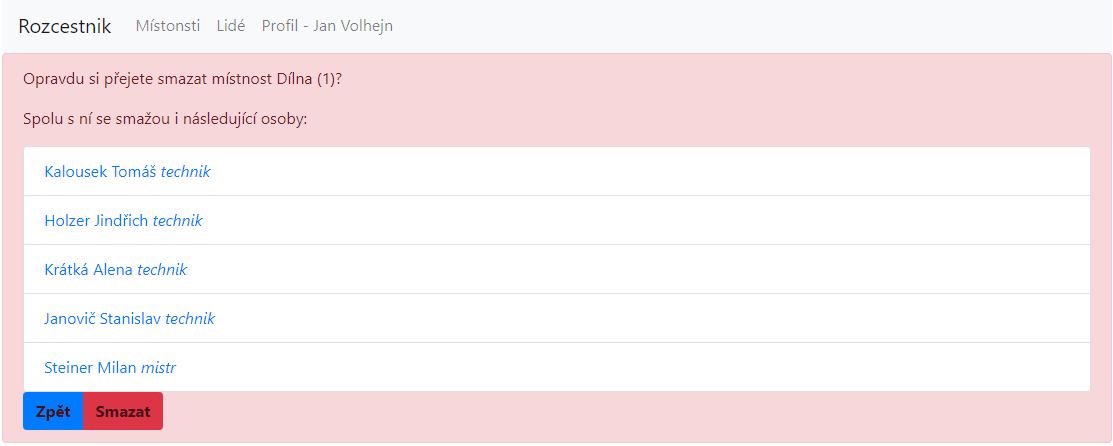 Rozcestnik Místonsti Lidé Profil - Jan Volhejn
Opravdu si přejete smazat místnost Dílna (1)?
Spolu s ní se smažou i následující osoby:
Kalousek Tomáš technik
Holzer Jindřich technik
Krátká Alena technik
Janovič Stanislav technik
Steiner Milan mistr
Zpět Smazat